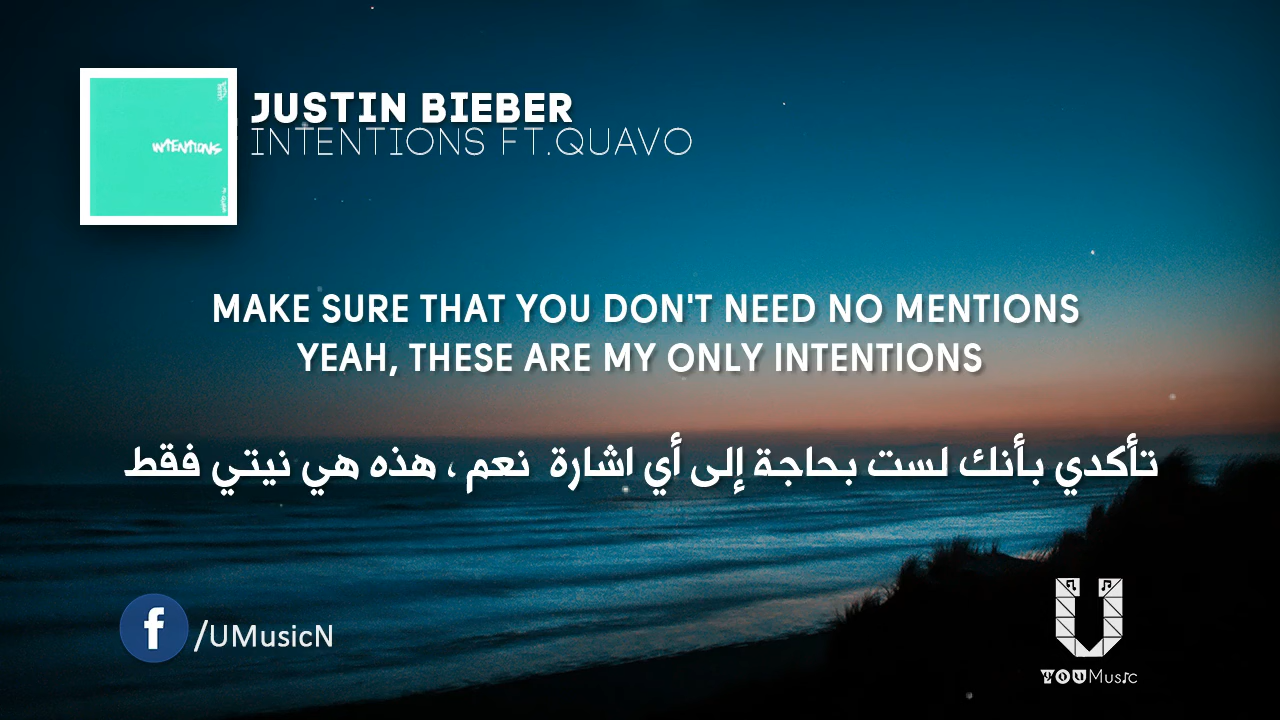 INTENTIONS
JUSTIN BIEBER
INTENTIONS FT.QUAVO
MAKE SURE THAT YOU DON'T NEED NO MENTIONS
YEAH, THESE ARE MY ONLY INTENTIONS
تأكدي بأنك لست بحاجة إلى أي اشارة نعم ، هذه هي نيتي فقط
f /UMusicN
U
YOUMusic